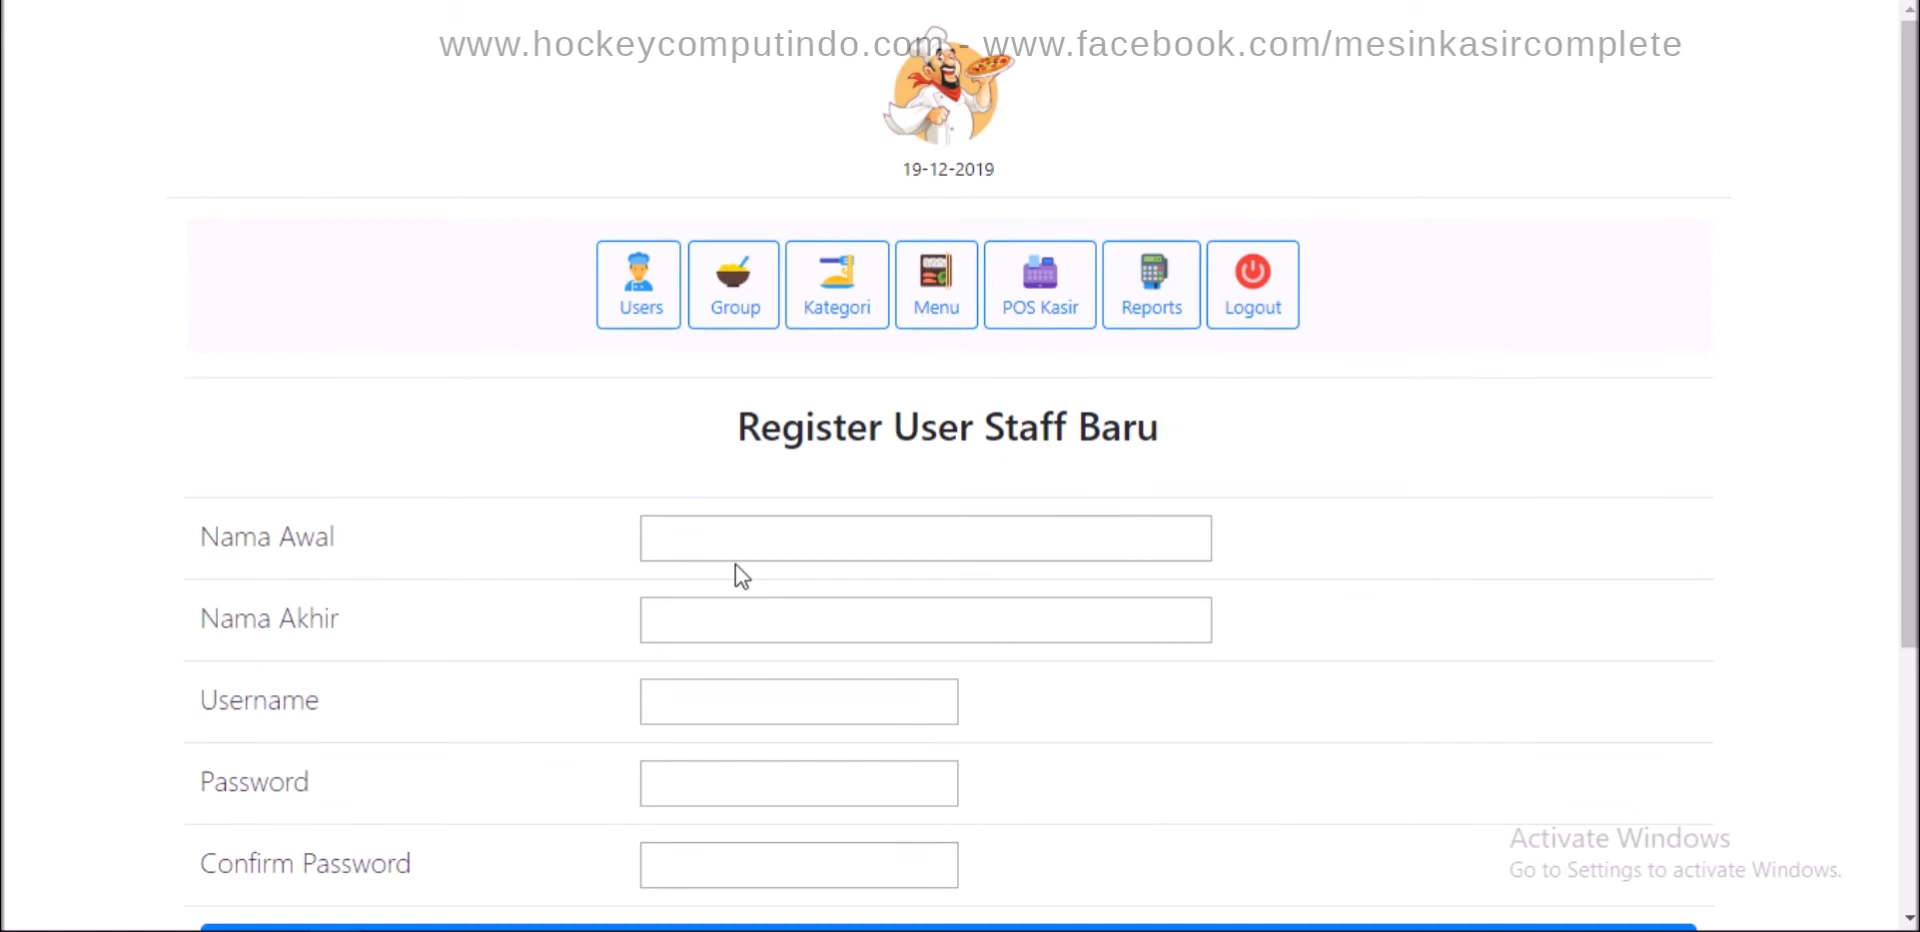 www.hockeycomputindo.com - www.facebook.com/mesinkasircomplete
19-12-2019
Users Group Kategori Menu POS Kasir Reports Logout
Register User Staff Baru
Nama Awal
Nama Akhir
Username
Password
Confirm Password
Activate Windows
Go to Settings to activate Windows.